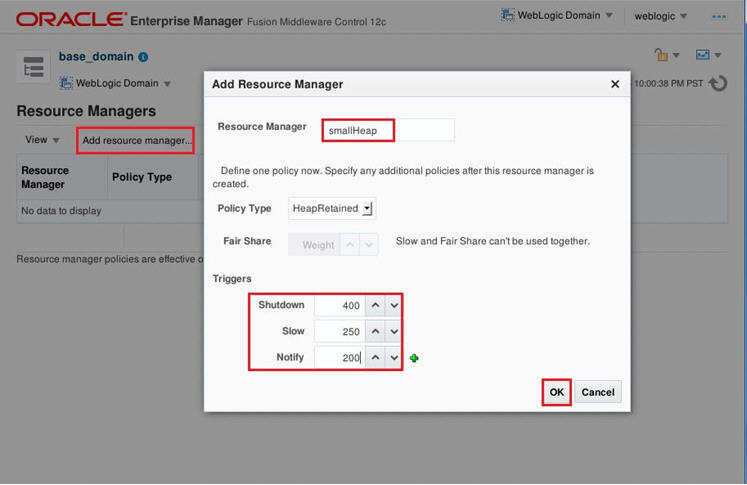 ORACLE Enterprise Manager Fusion Middleware Control 12c
WebLogic Domain
weblogic
base_domain
WebLogic Domain
10:00:38 PM PST
Resource Managers
View
Add resource manager...
Resource Manager
Policy Type
No data to display
Resource manager policies are effective o
Add Resource Manager
Resource Manager
smallHeap
Define one policy now. Specify any additional policies after this resource manager is
created.
Policy Type
HeapRetained
Fair Share
Weight
Slow and Fair Share can't be used together.
Triggers
Shutdown 400
Slow 250
Notify 200
OK
Cancel